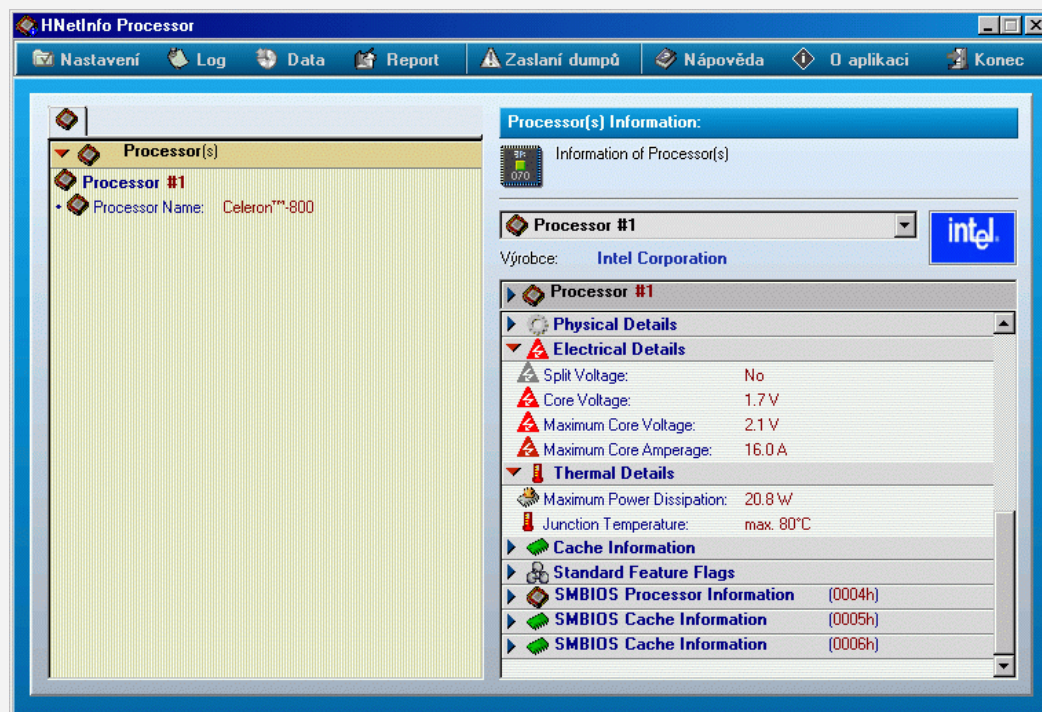 HNetInfo Processor
Nastavení Log Data Report Zaslaní dumpů Nápověda O aplikaci Konec
Processor(s)
Processor #1
Processor Name: Celeron™-800
Processor(s) Information:
070
Information of Processor(s)
Processor #1
intel.
Výrobce: Intel Corporation
Processor #1
Physical Details
Electrical Details
Split Voltage: No
Core Voltage: 1.7 V
Maximum Core Voltage: 2.1 V
Maximum Core Amperage: 16.0 A
Thermal Details
Maximum Power Dissipation: 20.8 W
Junction Temperature: max. 80°C
Cache Information
Standard Feature Flags
SMBIOS Processor Information (0004h)
SMBIOS Cache Information (0005h)
SMBIOS Cache Information (0006h)